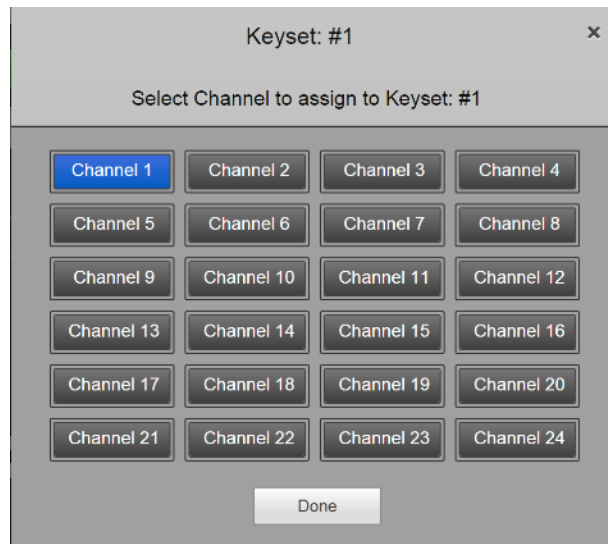 Keyset: #1
Select Channel to assign to Keyset: #1
Channel 1 Channel 2 Channel 3 Channel 4
Channel 5 Channel 6 Channel 7 Channel 8
Channel 9 Channel 10 Channel 11 Channel 12
Channel 13 Channel 14 Channel 15 Channel 16
Channel 17 Channel 18 Channel 19 Channel 20
Channel 21 Channel 22 Channel 23 Channel 24
Done